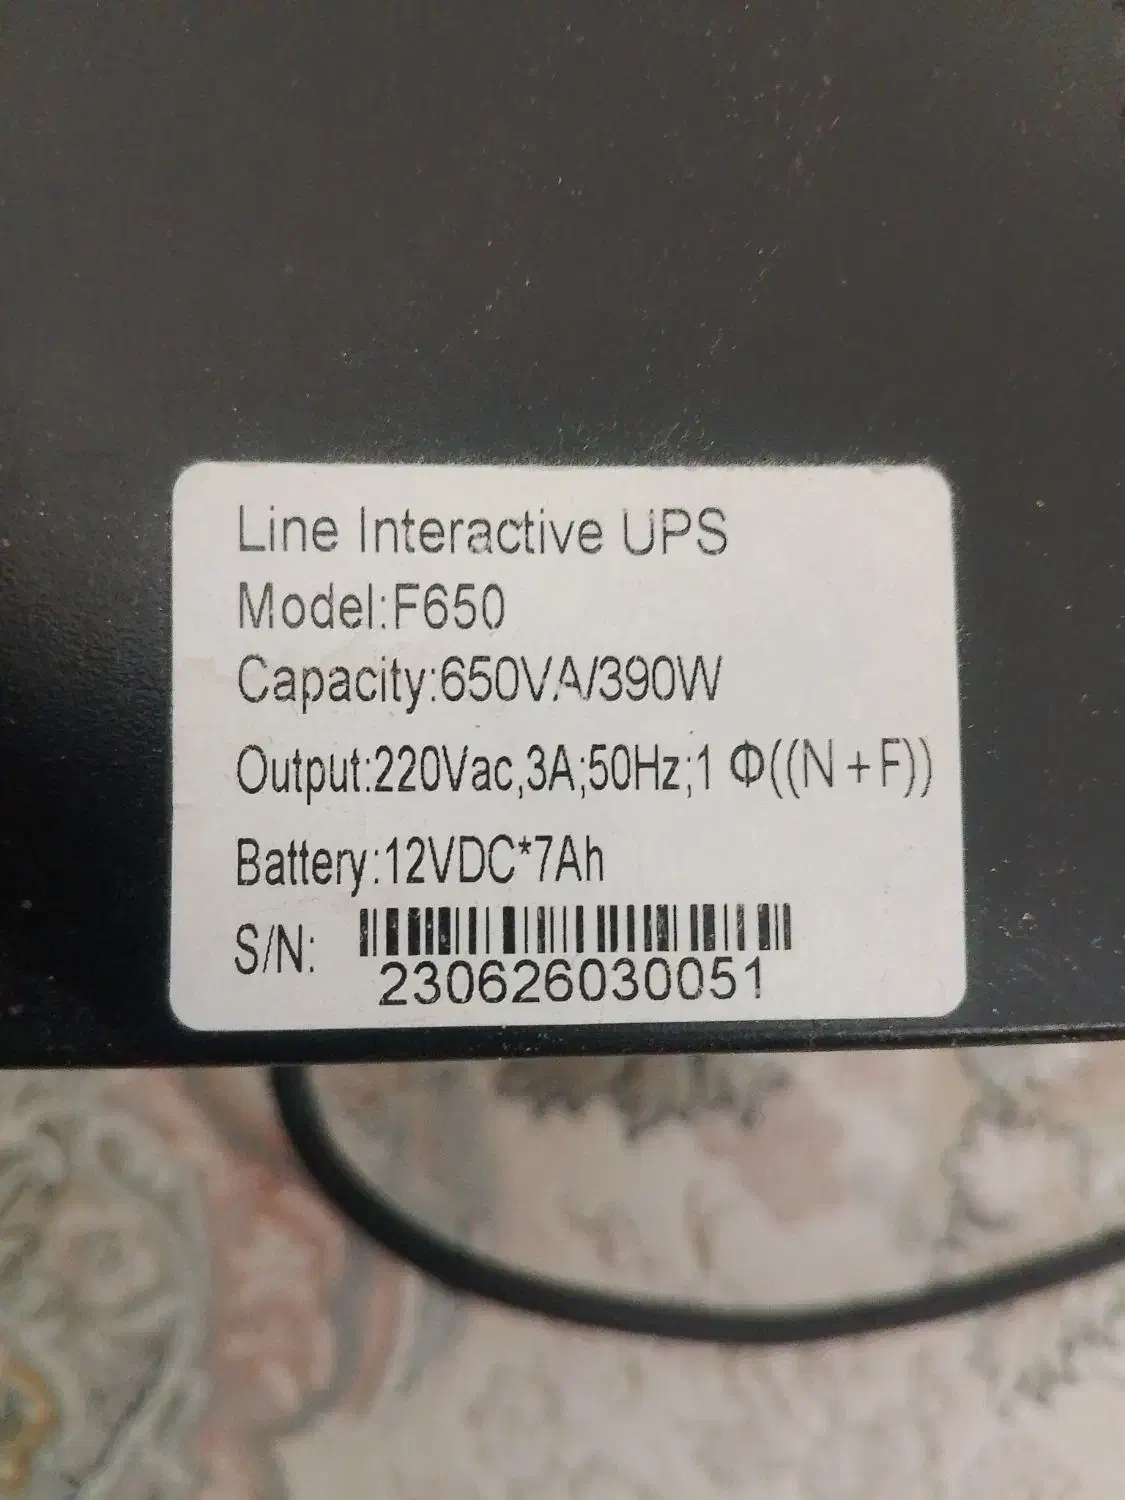 Line Interactive UPS
Model:F650
Capacity:650VA/390W
Output:220Vac,3A;50Hz;1 Φ((N + F))
Battery:12VDC*7Ah
S/N:
230626030051